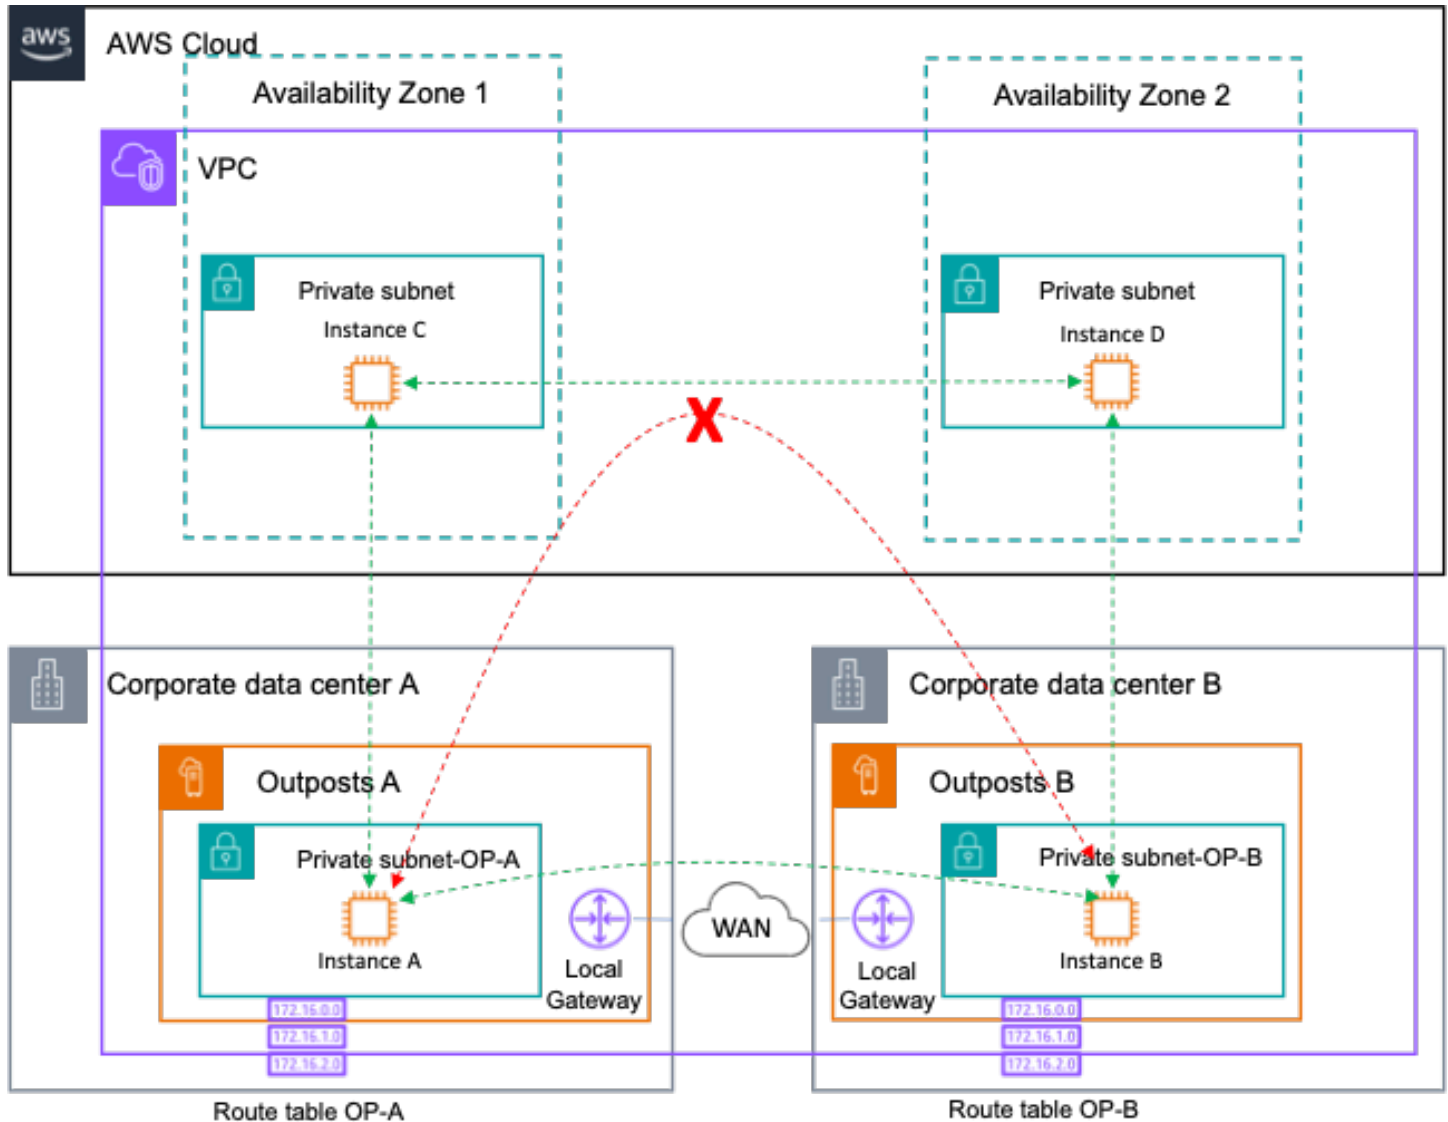 aws
AWS Cloud
Availability Zone 1
Availability Zone 2
VPC
Private subnet
Instance C
Private subnet
Instance D
X
Corporate data center A
Corporate data center B
Outposts A
Outposts B
Private subnet-OP-A
Private subnet-OP-B
Instance A
Instance B
WAN
Local
Gateway
Local
Gateway
172.16.0.0
172.16.1.0
172.16.2.0
172.16.0.0
172.16.1.0
172.16.2.0
Route table OP-A
Route table OP-B